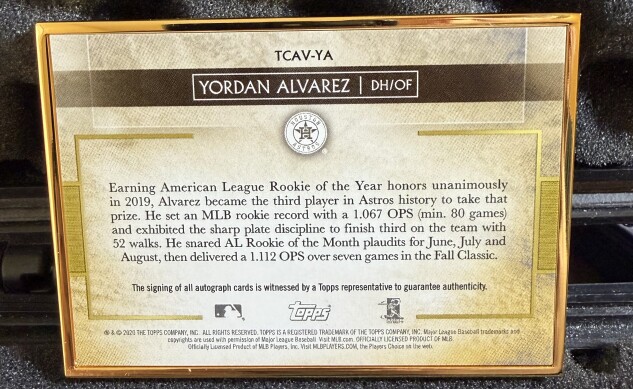 TCAV-YA
YORDAN ALVAREZ | DH/OF
HOUSTON
ASTROS
Earning American League Rookie of the Year honors unanimously
in 2019, Alvarez became the third player in Astros history to take that
prize. He set an MLB rookie record with a 1.067 OPS (min. 80 games)
and exhibited the sharp plate discipline to finish third on the team with
52 walks. He snared AL Rookie of the Month plaudits for June, July and
August, then delivered a 1.112 OPS over seven games in the Fall Classic.
The signing of all autograph cards is witnessed by a Topps representative to guarantee authenticity.
Topps
® & © 2020 THE TOPPS COMPANY, INC. ALL RIGHTS RESERVED. TOPPS IS A REGISTERED TRADEMARK OF THE TOPPS COMPANY, INC. Major League Baseball trademarks and
copyrights are used with permission of Major League Baseball. Visit MLB.com. OFFICIALLY LICENSED PRODUCT OF MLB.
Officially Licensed Product of MLB Players, Inc. Visit MLBPLAYERS.COM, the Players Choice on the web.